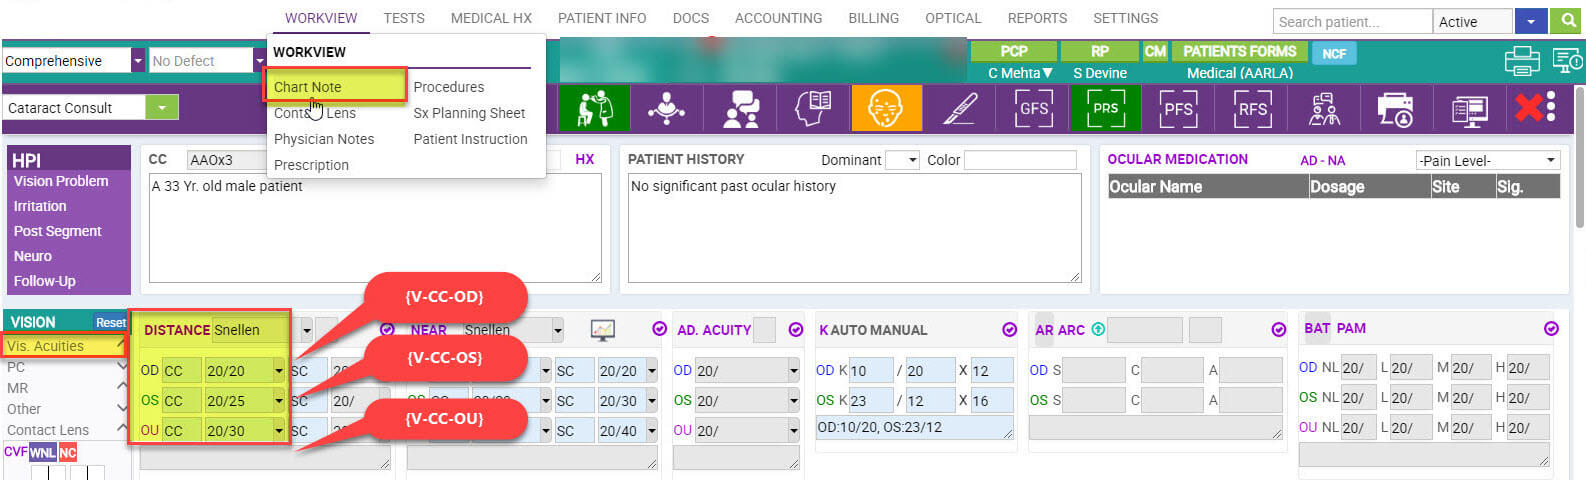 WORKVIEW TESTS MEDICAL HX PATIENT INFO DOCS ACCOUNTING BILLING OPTICAL REPORTS SETTINGS Search patient... Active
WORKVIEW
Chart Note Procedures
Contact Lens Sx Planning Sheet
Physician Notes Patient Instruction
Prescription
Comprehensive No Defect PCP RP CM PATIENTS FORMS NCF
C Mehta▼ S Devine Medical (AARLA)
Cataract Consult GFS PRS PFS RFS
HPI
Vision Problem
Irritation
Post Segment
Neuro
Follow-Up
CC AAOx3 HX
A 33 Yr. old male patient
PATIENT HISTORY Dominant Color
No significant past ocular history
OCULAR MEDICATION AD - NA -Pain Level-
Ocular Name Dosage Site Sig.
{V-CC-OD}
{V-CC-OS}
{V-CC-OU}
VISION Reset
Vis. Acuities
PC
MR
Other
Contact Lens
CVF WNL NC
DISTANCE Snellen
OD CC 20/20 SC
OS CC 20/25 SC 20/
OU CC 20/30
NEAR Snellen
SC 20/20
SC 20/30
SC 20/40
AD. ACUITY
OD 20/
OS 20/
OU 20/
K AUTO MANUAL
OD K 10 / 20 X 12
OS K 23 / 12 X 16
OD:10/20, OS:23/12
AR ARC
OD S C A
OS S C A
BAT PAM
OD NL 20/ L 20/ M 20/ H 20/
OS NL 20/ L 20/ M 20/ H 20/
OU NL 20/ L 20/ M 20/ H 20/